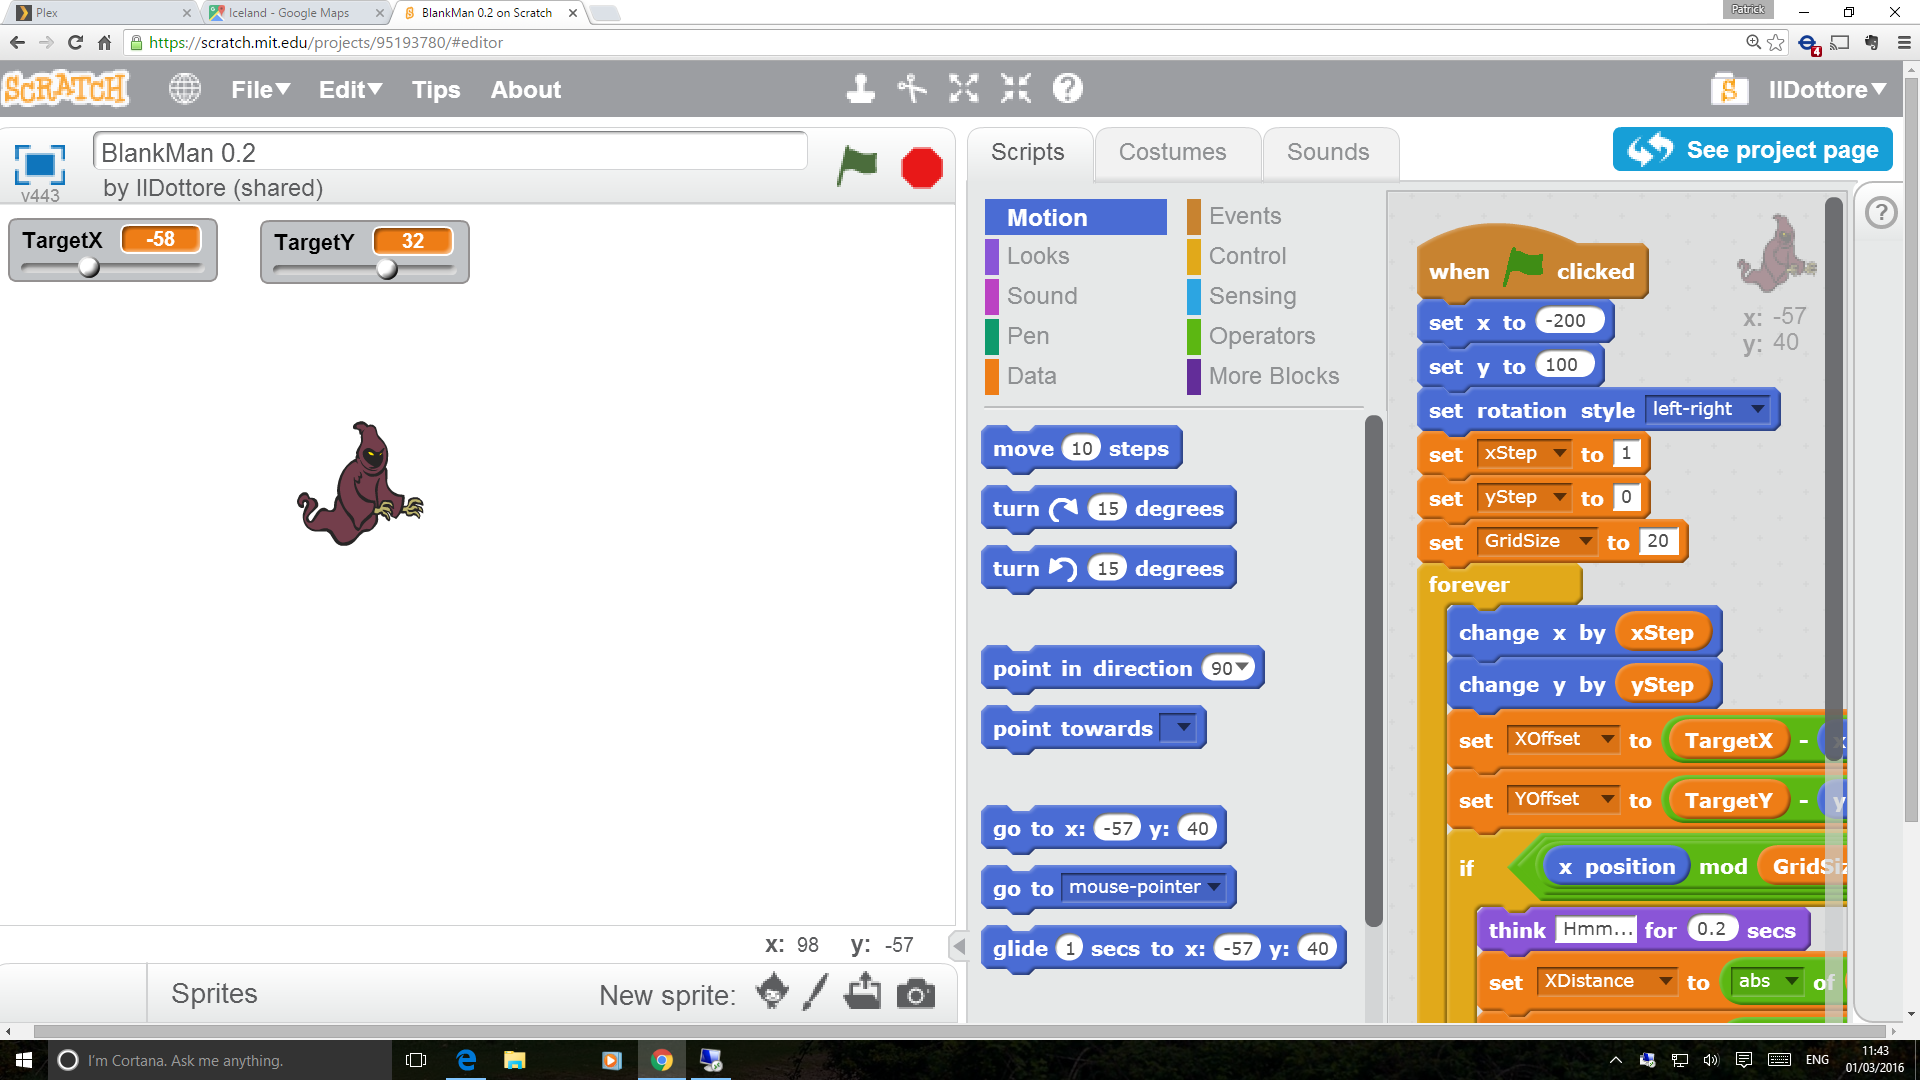 Plex
Iceland - Google Maps
BlankMan 0.2 on Scratch
Patrick
https://scratch.mit.edu/projects/95193780/#editor
4
SCRATCH
File
Edit
Tips
About
IIDottore
BlankMan 0.2
by IIDottore (shared)
v443
Scripts
Costumes
Sounds
See project page
TargetX -58
TargetY 32
Motion
Looks
Sound
Pen
Data
Events
Control
Sensing
Operators
More Blocks
move 10 steps
turn 15 degrees
turn 15 degrees
point in direction 90
point towards
go to x: -57 y: 40
go to mouse-pointer
glide 1 secs to x: -57 y: 40
when clicked
set x to -200
set y to 100
set rotation style left-right
set xStep to 1
set yStep to 0
set GridSize to 20
forever
change x by xStep
change y by yStep
set XOffset to TargetX - x
set YOffset to TargetY - y
if x position mod GridSiz
think Hmm... for 0.2 secs
set XDistance to abs of
x: -57
y: 40
x: 98 y: -57
Sprites
New sprite:
I'm Cortana. Ask me anything.
ENG
11:43
01/03/2016